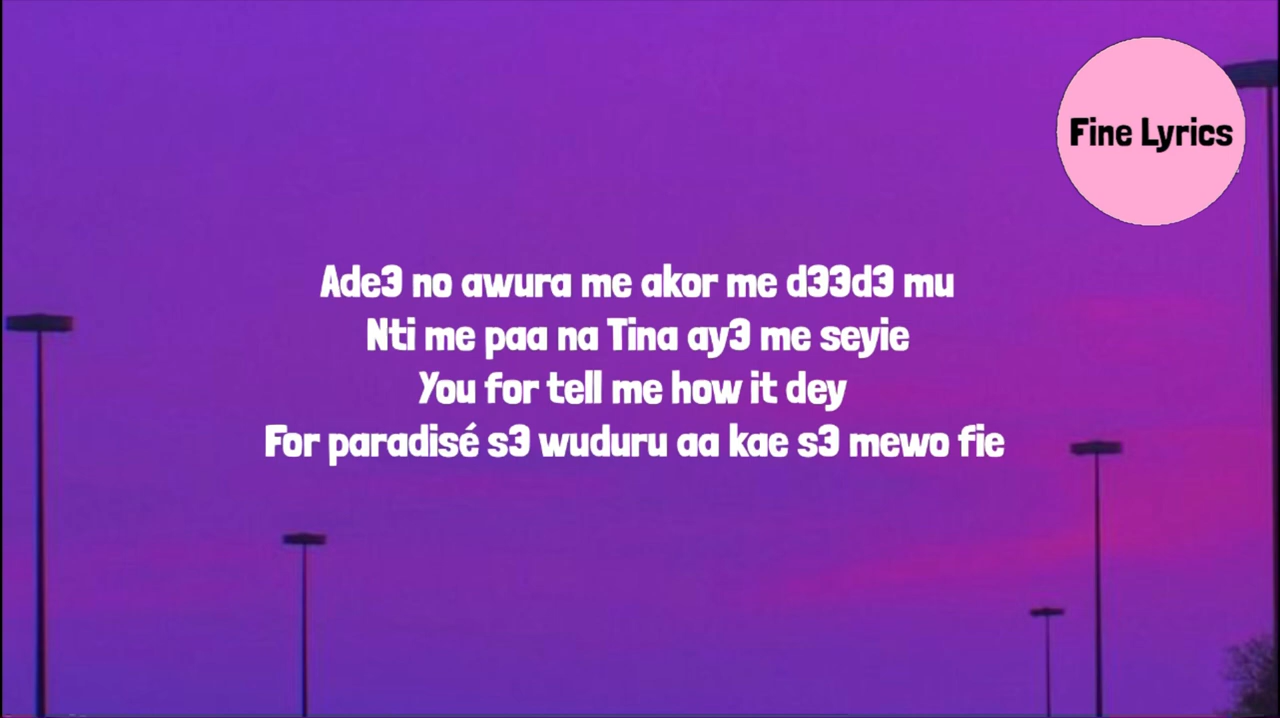 Fine Lyrics
Ade3 no awura me akor me d33d3 mu
Nti me paa na Tina ay3 me seyie
You for tell me how it dey
For paradisé s3 wuduru aa kae s3 mewo fie